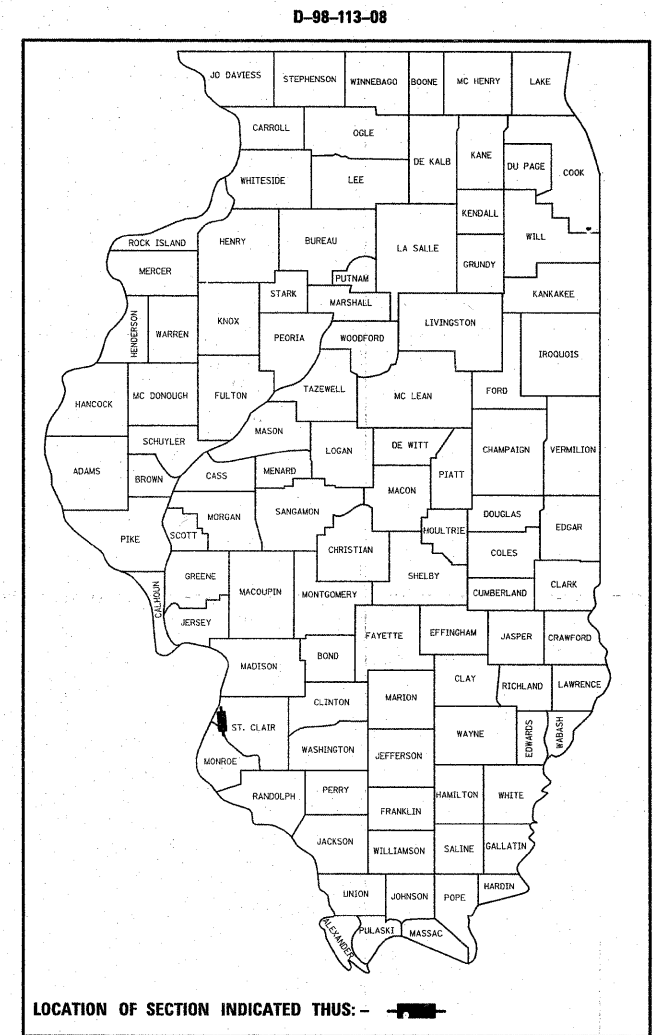 D-98-113-08
JO DAVIESS
STEPHENSON
WINNEBAGO
BOONE
MC HENRY
LAKE
CARROLL
OGLE
DE KALB
KANE
DU PAGE
COOK
WHITESIDE
LEE
KENDALL
ROCK ISLAND
HENRY
BUREAU
LA SALLE
GRUNDY
WILL
MERCER
PUTNAM
STARK
MARSHALL
KANKAKEE
HENDERSON
WARREN
KNOX
PEORIA
WOODFORD
LIVINGSTON
IROQUOIS
HANCOCK
MC DONOUGH
FULTON
TAZEWELL
MC LEAN
FORD
SCHUYLER
MASON
LOGAN
DE WITT
CHAMPAIGN
VERMILION
ADAMS
BROWN
CASS
MENARD
PIATT
MACON
PIKE
SCOTT
MORGAN
SANGAMON
CHRISTIAN
MOULTRIE
DOUGLAS
EDGAR
COLES
CALHOUN
GREENE
MACOUPIN
MONTGOMERY
SHELBY
CUMBERLAND
CLARK
JERSEY
FAYETTE
EFFINGHAM
JASPER
CRAWFORD
MADISON
BOND
CLAY
RICHLAND
LAWRENCE
CLINTON
MARION
ST. CLAIR
WASHINGTON
WAYNE
EDWARDS
WABASH
MONROE
JEFFERSON
RANDOLPH
PERRY
HAMILTON
WHITE
FRANKLIN
JACKSON
WILLIAMSON
SALINE
GALLATIN
UNION
JOHNSON
POPE
HARDIN
ALEXANDER
PULASKI
MASSAC
LOCATION OF SECTION INDICATED THUS: -